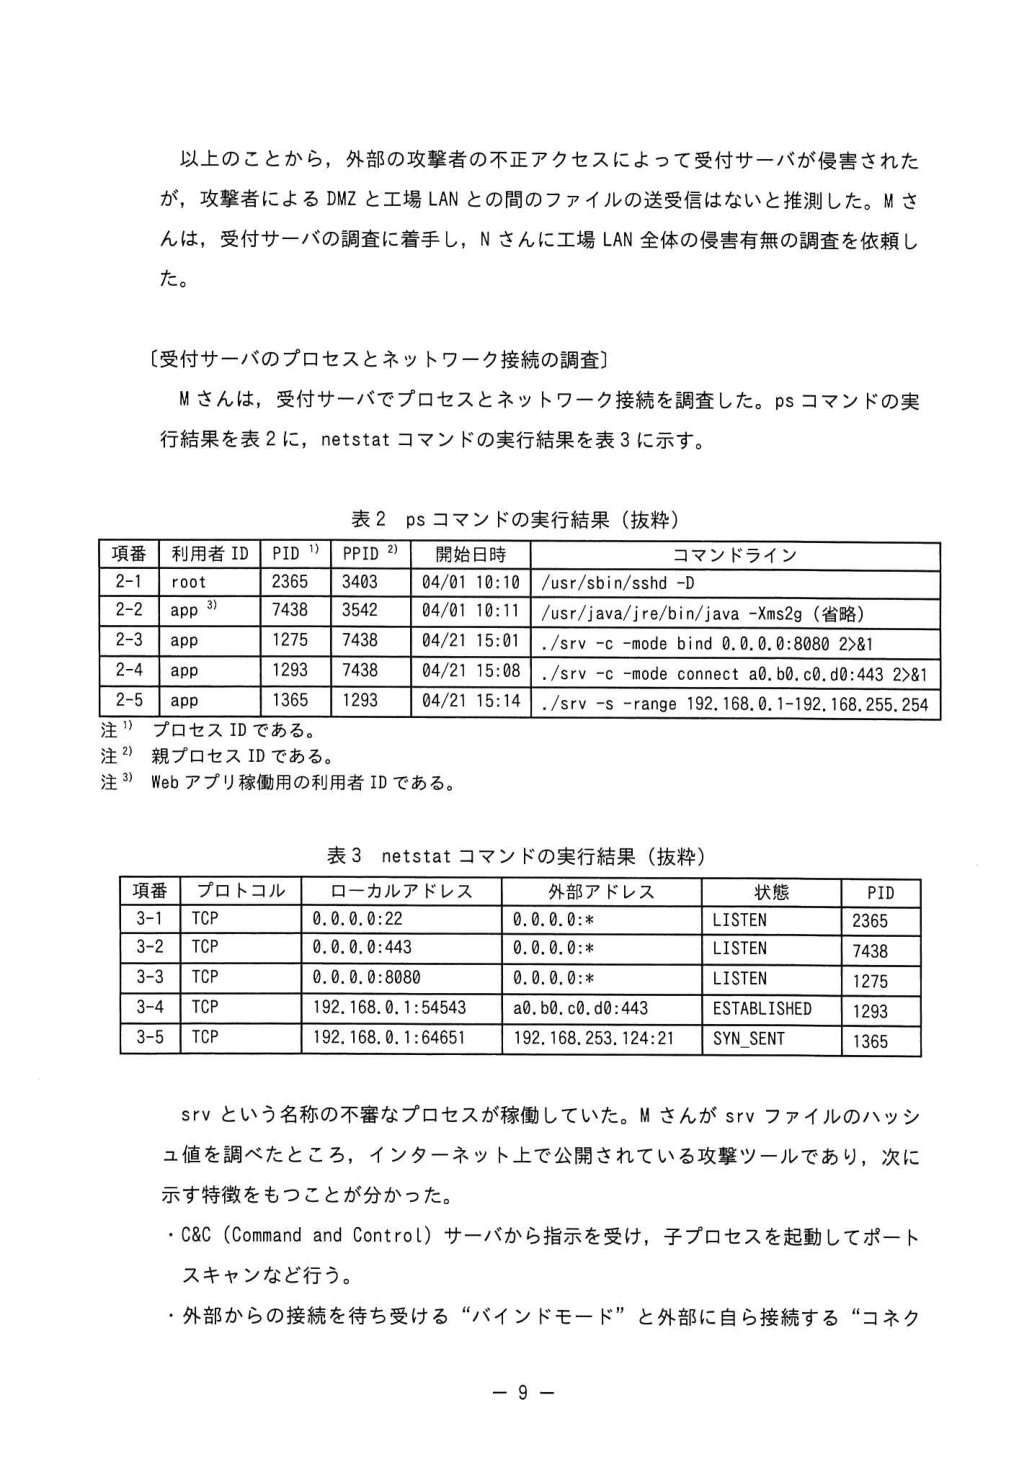 以上のことから，外部の攻撃者の不正アクセスによって受付サーバが侵害された
が，攻撃者による DMZ と工場 LAN との間のファイルの送受信はないと推測した。M さ
んは，受付サーバの調査に着手し，N さんに工場 LAN 全体の侵害有無の調査を依頼し
た。
〔受付サーバのプロセスとネットワーク接続の調査〕
M さんは，受付サーバでプロセスとネットワーク接続を調査した。ps コマンドの実
行結果を表 2 に，netstat コマンドの実行結果を表 3 に示す。
表 2 ps コマンドの実行結果（抜粋）
項番 利用者 ID PID 1) PPID 2) 開始日時 コマンドライン
2-1 root 2365 3403 04/01 10:10 /usr/sbin/sshd -D
2-2 app 3) 7438 3542 04/01 10:11 /usr/java/jre/bin/java -Xms2g（省略）
2-3 app 1275 7438 04/21 15:01 ./srv -c -mode bind 0.0.0.0:8080 2>&1
2-4 app 1293 7438 04/21 15:08 ./srv -c -mode connect a0.b0.c0.d0:443 2>&1
2-5 app 1365 1293 04/21 15:14 ./srv -s -range 192.168.0.1-192.168.255.254
注 1) プロセス ID である。
注 2) 親プロセス ID である。
注 3) Web アプリ稼働用の利用者 ID である。
表 3 netstat コマンドの実行結果（抜粋）
項番 プロトコル ローカルアドレス 外部アドレス 状態 PID
3-1 TCP 0.0.0.0:22 0.0.0.0:* LISTEN 2365
3-2 TCP 0.0.0.0:443 0.0.0.0:* LISTEN 7438
3-3 TCP 0.0.0.0:8080 0.0.0.0:* LISTEN 1275
3-4 TCP 192.168.0.1:54543 a0.b0.c0.d0:443 ESTABLISHED 1293
3-5 TCP 192.168.0.1:64651 192.168.253.124:21 SYN_SENT 1365
srv という名称の不審なプロセスが稼働していた。M さんが srv ファイルのハッシ
ュ値を調べたところ，インターネット上で公開されている攻撃ツールであり，次に
示す特徴をもつことが分かった。
・C&C（Command and Control）サーバから指示を受け，子プロセスを起動してポート
スキャンなど行う。
・外部からの接続を待ち受ける“バインドモード”と外部に自ら接続する“コネク
－ 9 －